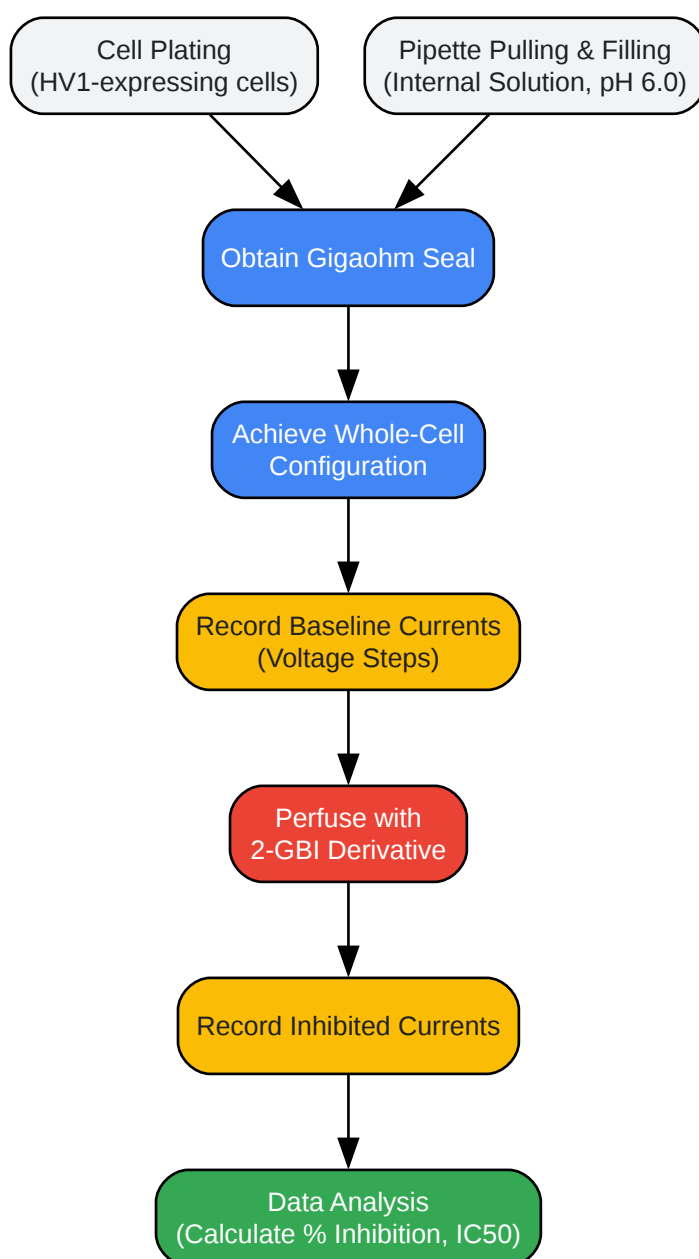 Cell Plating
(HV1-expressing cells)
Pipette Pulling & Filling
(Internal Solution, pH 6.0)
Obtain Gigaohm Seal
Achieve Whole-Cell
Configuration
Record Baseline Currents
(Voltage Steps)
Perfuse with
2-GBI Derivative
Record Inhibited Currents
Data Analysis
(Calculate % Inhibition, IC50)